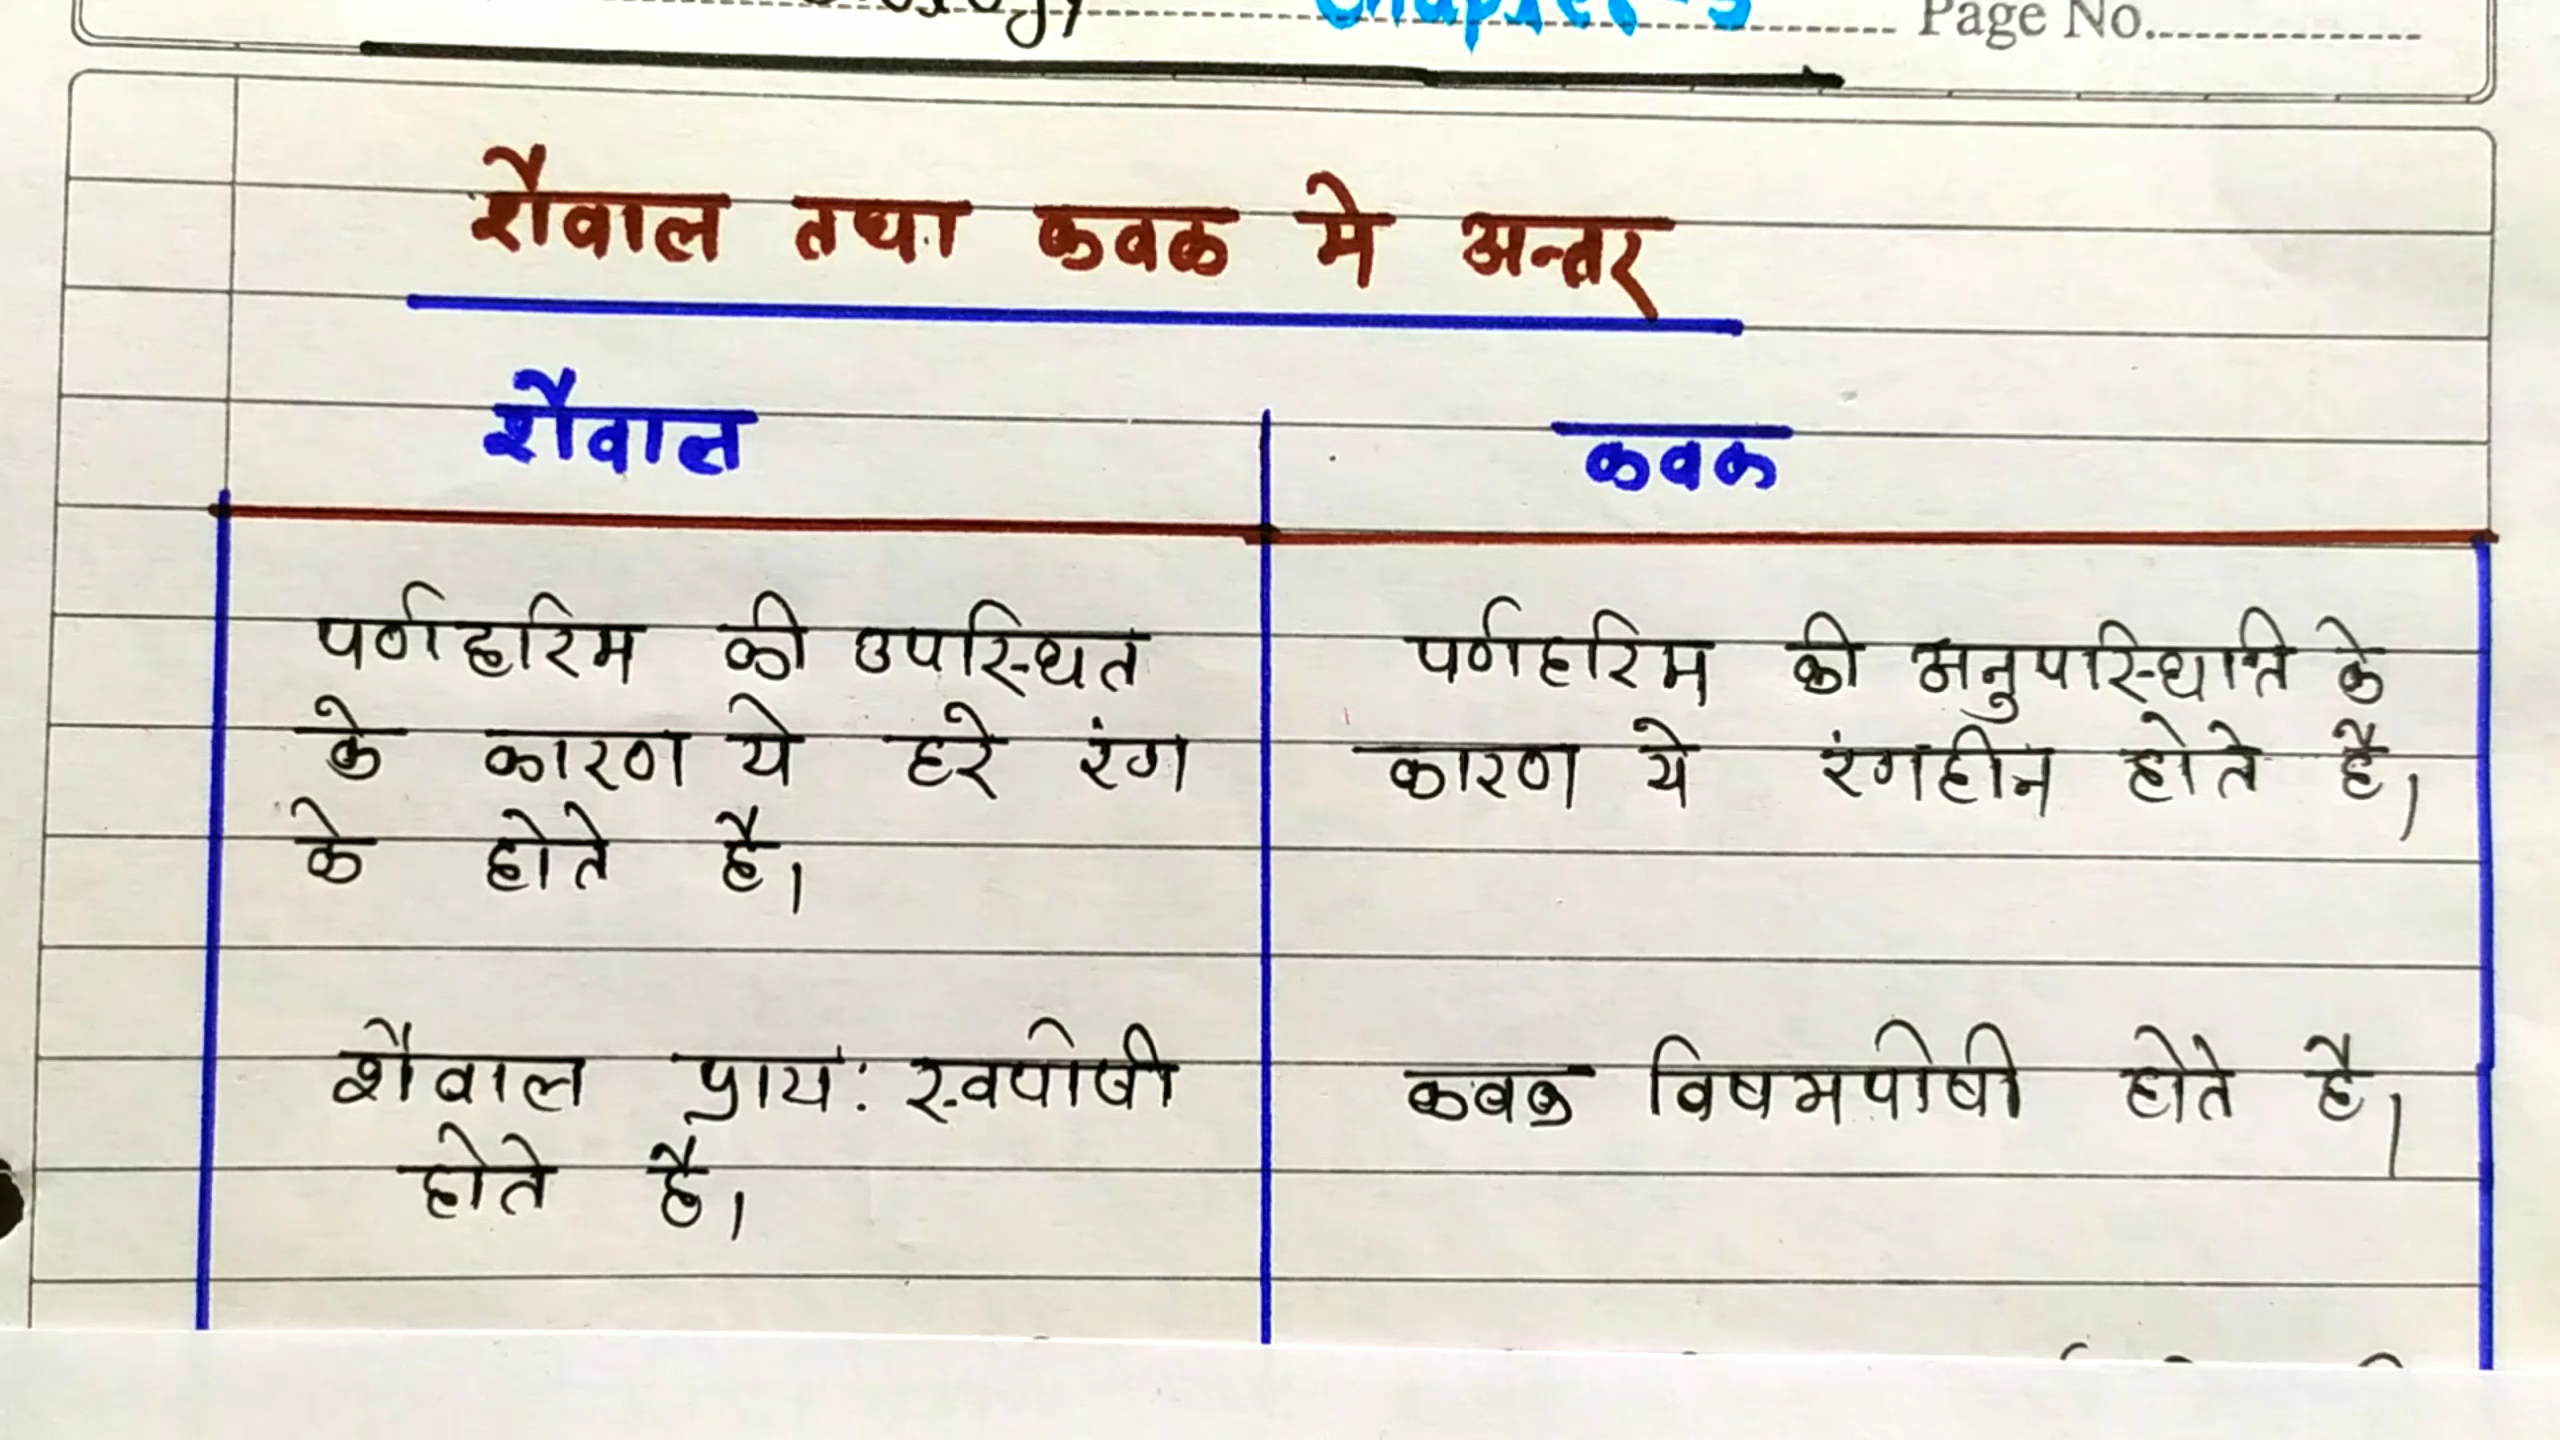 Page No.
शैवाल तथा कवक मे अन्तर
शैवाल
कवक
पर्णहरिम की उपस्थित
के कारण ये हरे रंग
के होते है।
पर्णहरिम की अनुपस्थिति के
कारण ये रंगहीन होते है।
शैवाल प्राय: स्वपोषी
होते है।
कवक विषमपोषी होते है।